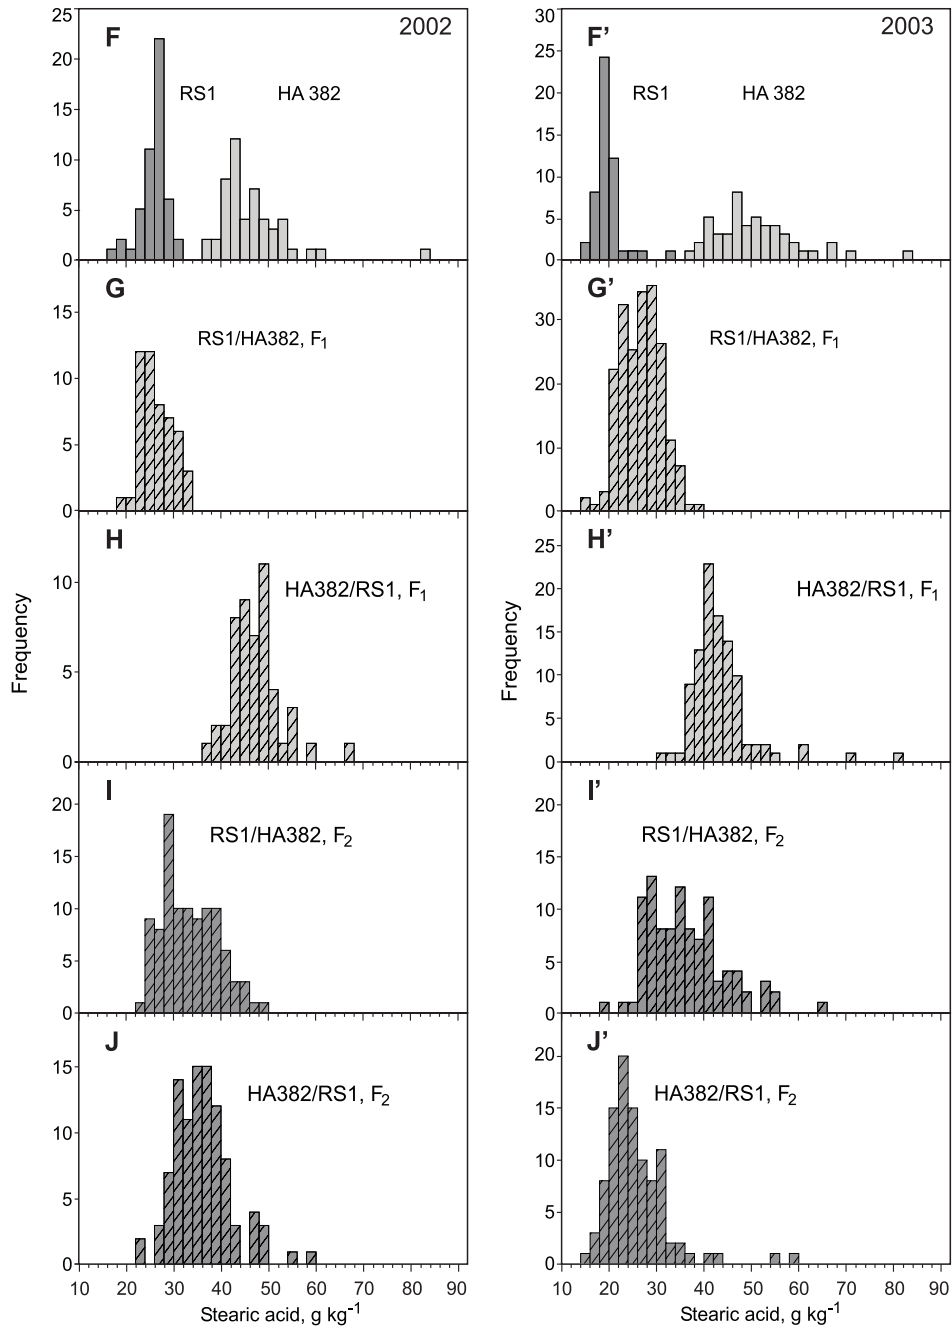 F
2002
RS1
HA 382
0
5
10
15
20
25
F’
2003
RS1
HA 382
0
5
10
15
20
25
30
G
RS1/HA382, F₁
0
5
10
15
G’
RS1/HA382, F₁
0
10
20
30
H
HA382/RS1, F₁
0
5
10
H’
HA382/RS1, F₁
0
5
10
15
20
25
Frequency
Frequency
I
RS1/HA382, F₂
0
5
10
15
20
I’
RS1/HA382, F₂
0
5
10
15
20
J
HA382/RS1, F₂
0
5
10
15
J’
HA382/RS1, F₂
0
5
10
15
20
10 20 30 40 50 60 70 80 90
10 20 30 40 50 60 70 80 90
Stearic acid, g kg⁻¹
Stearic acid, g kg⁻¹